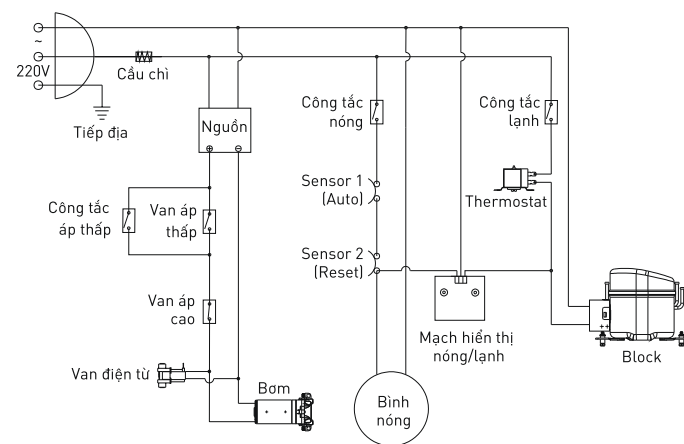 ~
220V
Cầu chì
Tiếp địa
Nguồn
Công tắc
nóng
Công tắc
lạnh
Sensor 1
(Auto)
Thermostat
Công tắc
áp thấp
Van áp
thấp
Sensor 2
(Reset)
Van áp
cao
Mạch hiển thị
nóng/lạnh
Block
Van điện từ
Bơm
Bình
nóng